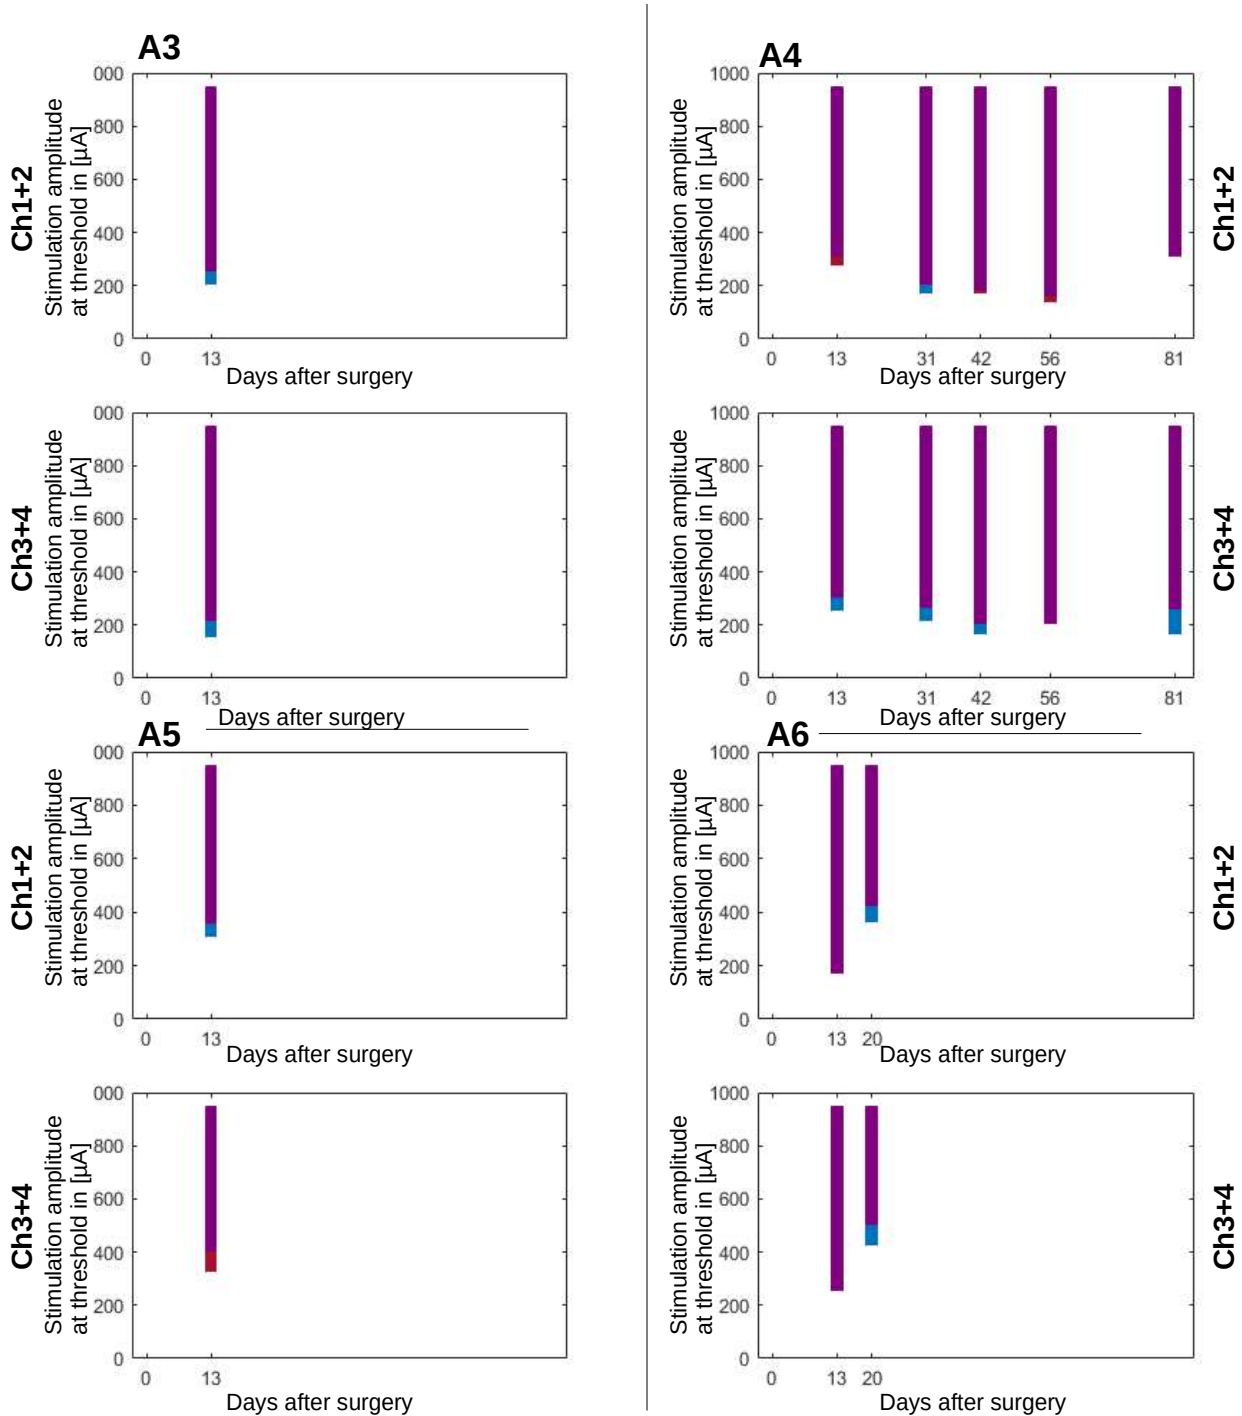 A3
Ch1+2
Stimulation amplitude
at threshold in [µA]
000
800
600
400
200
0
0 13
Days after surgery
A4
Ch1+2
Stimulation amplitude
at threshold in [µA]
1000
800
600
400
200
0
0 13 31 42 56 81
Days after surgery
Ch3+4
Stimulation amplitude
at threshold in [µA]
000
800
600
400
200
0
0 13
Days after surgery
Ch3+4
Stimulation amplitude
at threshold in [µA]
1000
800
600
400
200
0
0 13 31 42 56 81
Days after surgery
A5
Ch1+2
Stimulation amplitude
at threshold in [µA]
000
800
600
400
200
0
0 13
Days after surgery
A6
Ch1+2
Stimulation amplitude
at threshold in [µA]
1000
800
600
400
200
0
0 13 20
Days after surgery
Ch3+4
Stimulation amplitude
at threshold in [µA]
000
800
600
400
200
0
0 13
Days after surgery
Ch3+4
Stimulation amplitude
at threshold in [µA]
1000
800
600
400
200
0
0 13 20
Days after surgery